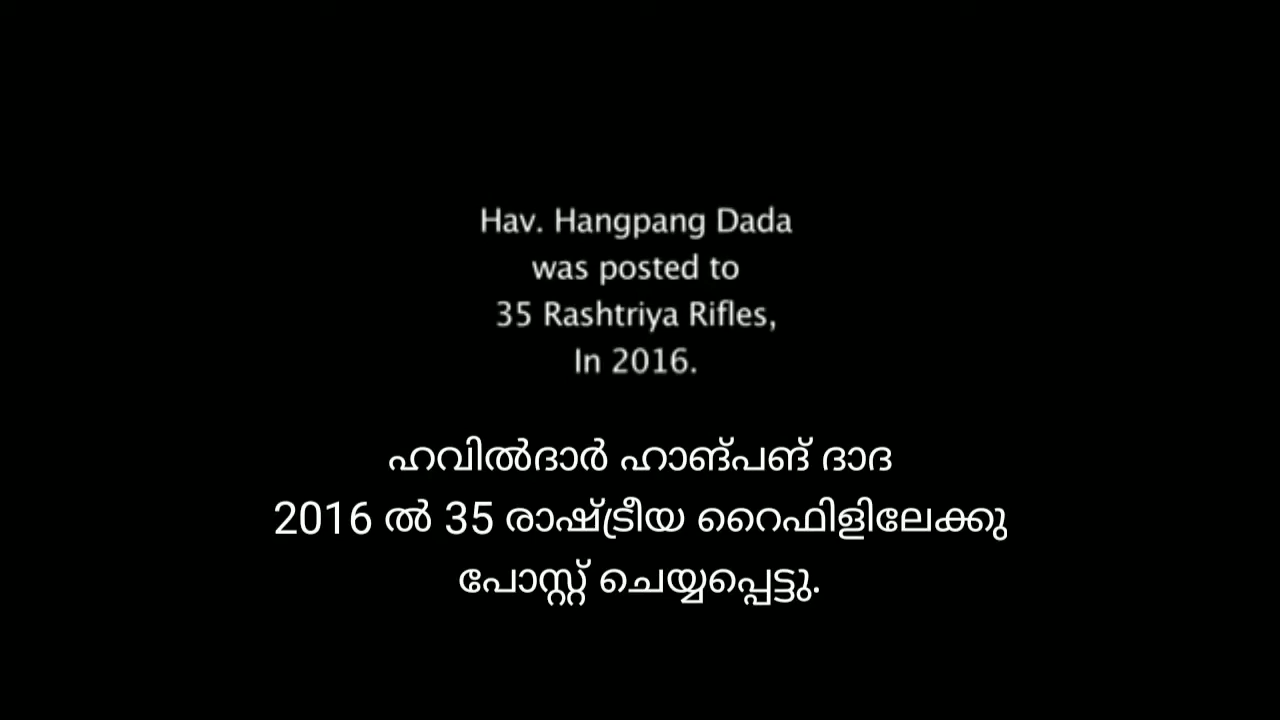 Hav. Hangpang Dada
was posted to
35 Rashtriya Rifles,
In 2016.
ഹവിൽദാർ ഹാങ്പങ് ദാദ
2016 ൽ 35 രാഷ്ട്രീയ റൈഫിളിലേക്കു
പോസ്റ്റ് ചെയ്യപ്പെട്ടു.